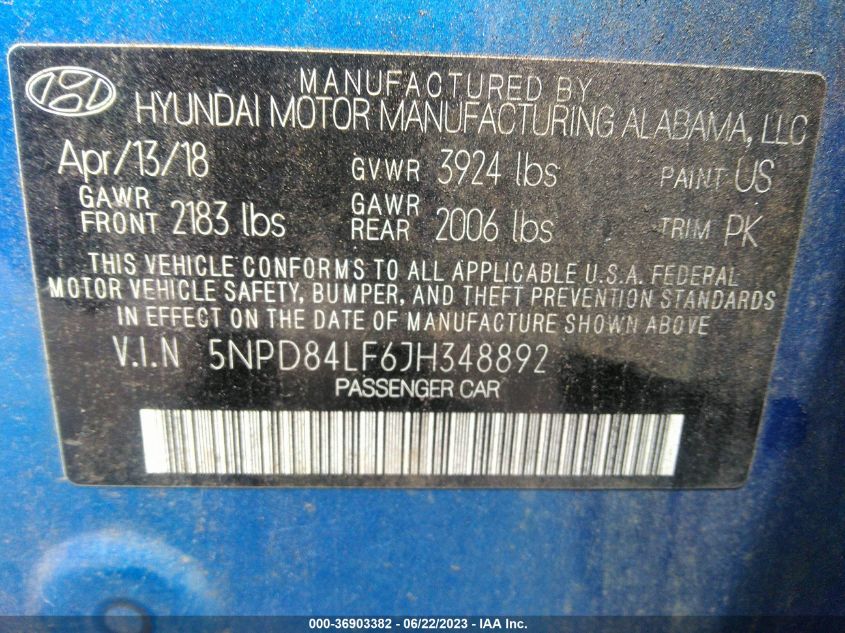 MANUFACTURED BY
HYUNDAI MOTOR MANUFACTURING ALABAMA, LLC
Apr/13/18 GVWR 3924 lbs PAINT US
GAWR FRONT 2183 lbs GAWR REAR 2006 lbs TRIM PK
THIS VEHICLE CONFORMS TO ALL APPLICABLE U.S.A. FEDERAL
MOTOR VEHICLE SAFETY, BUMPER, AND THEFT PREVENTION STANDARDS
IN EFFECT ON THE DATE OF MANUFACTURE SHOWN ABOVE.
V.I.N 5NPD84LF6JH348892
PASSENGER CAR
000-36903382 - 06/22/2023 - IAA Inc.